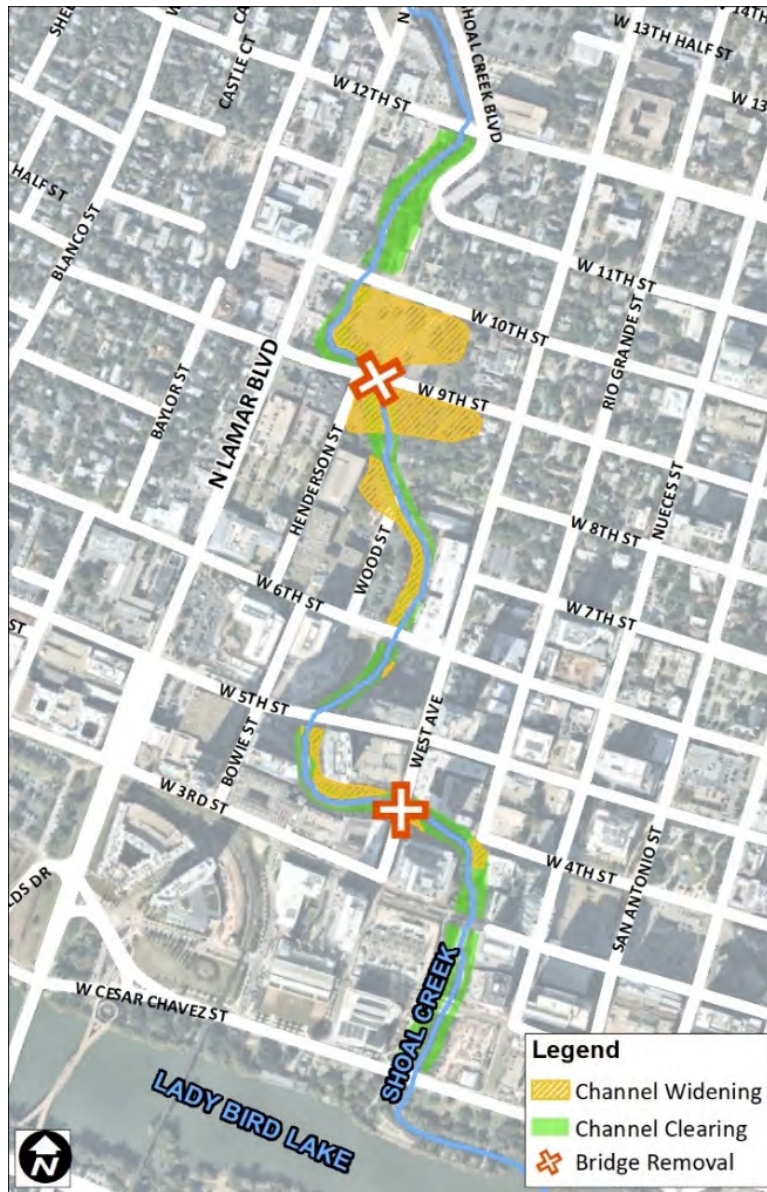 14TH
W 13TH HALF ST
W 13
SHOAL CREEK BLVD
N
CASTLE CT
W 12TH ST
HALF ST
BLANCO ST
W 11TH ST
W 10TH ST
RIO GRANDE ST
W 9TH ST
N LAMAR BLVD
BAYLOR ST
HENDERSON ST
NUECES ST
W 8TH ST
WOOD ST
W 6TH ST
W 7TH ST
ST
W 5TH ST
WEST AVE
BOWIE ST
W 3RD ST
W 4TH ST
SAN ANTONIO ST
LDS DR
W CESAR CHAVEZ ST
SHOAL CREEK
LADY BIRD LAKE
Legend
Channel Widening
Channel Clearing
Bridge Removal
N